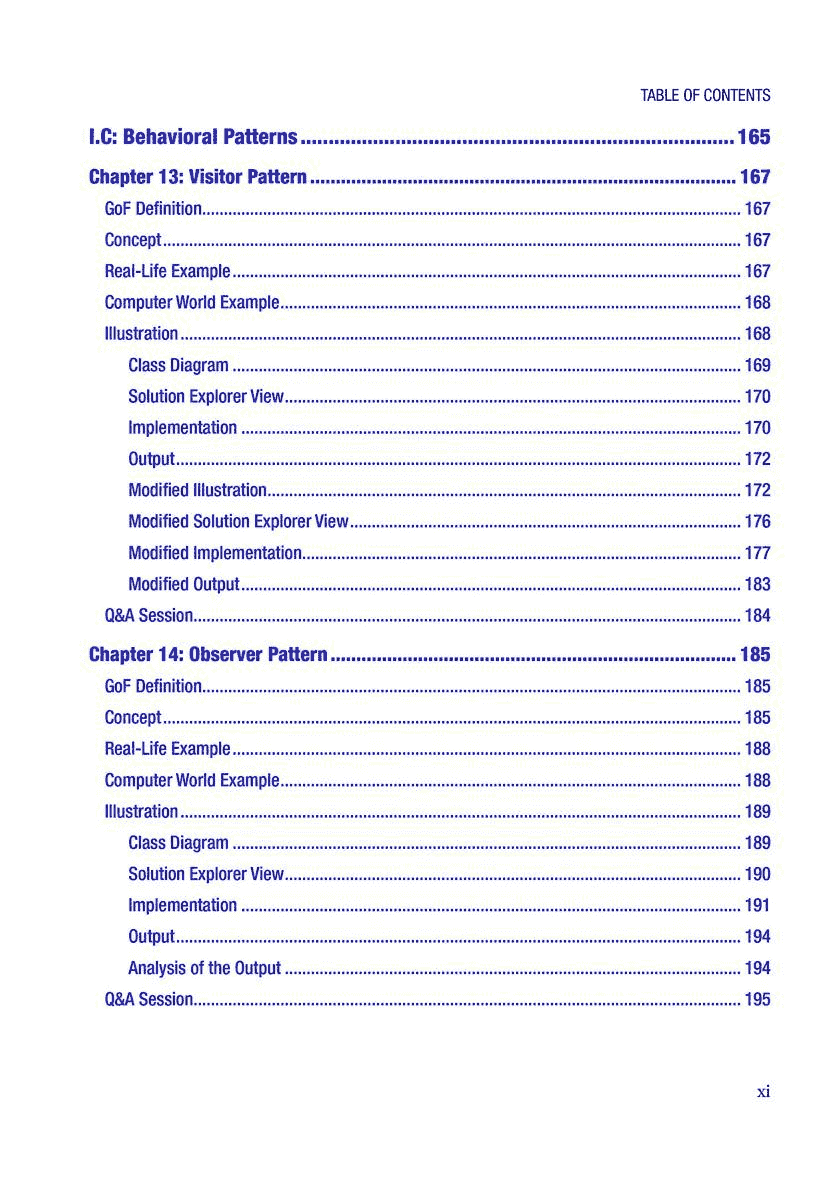 TABLE OF CONTENTS
I.C: Behavioral Patterns 165
Chapter 13: Visitor Pattern 167
GoF Definition 167
Concept 167
Real-Life Example 167
Computer World Example 168
Illustration 168
Class Diagram 169
Solution Explorer View 170
Implementation 170
Output 172
Modified Illustration 172
Modified Solution Explorer View 176
Modified Implementation 177
Modified Output 183
Q&A Session 184
Chapter 14: Observer Pattern 185
GoF Definition 185
Concept 185
Real-Life Example 188
Computer World Example 188
Illustration 189
Class Diagram 189
Solution Explorer View 190
Implementation 191
Output 194
Analysis of the Output 194
Q&A Session 195
xi